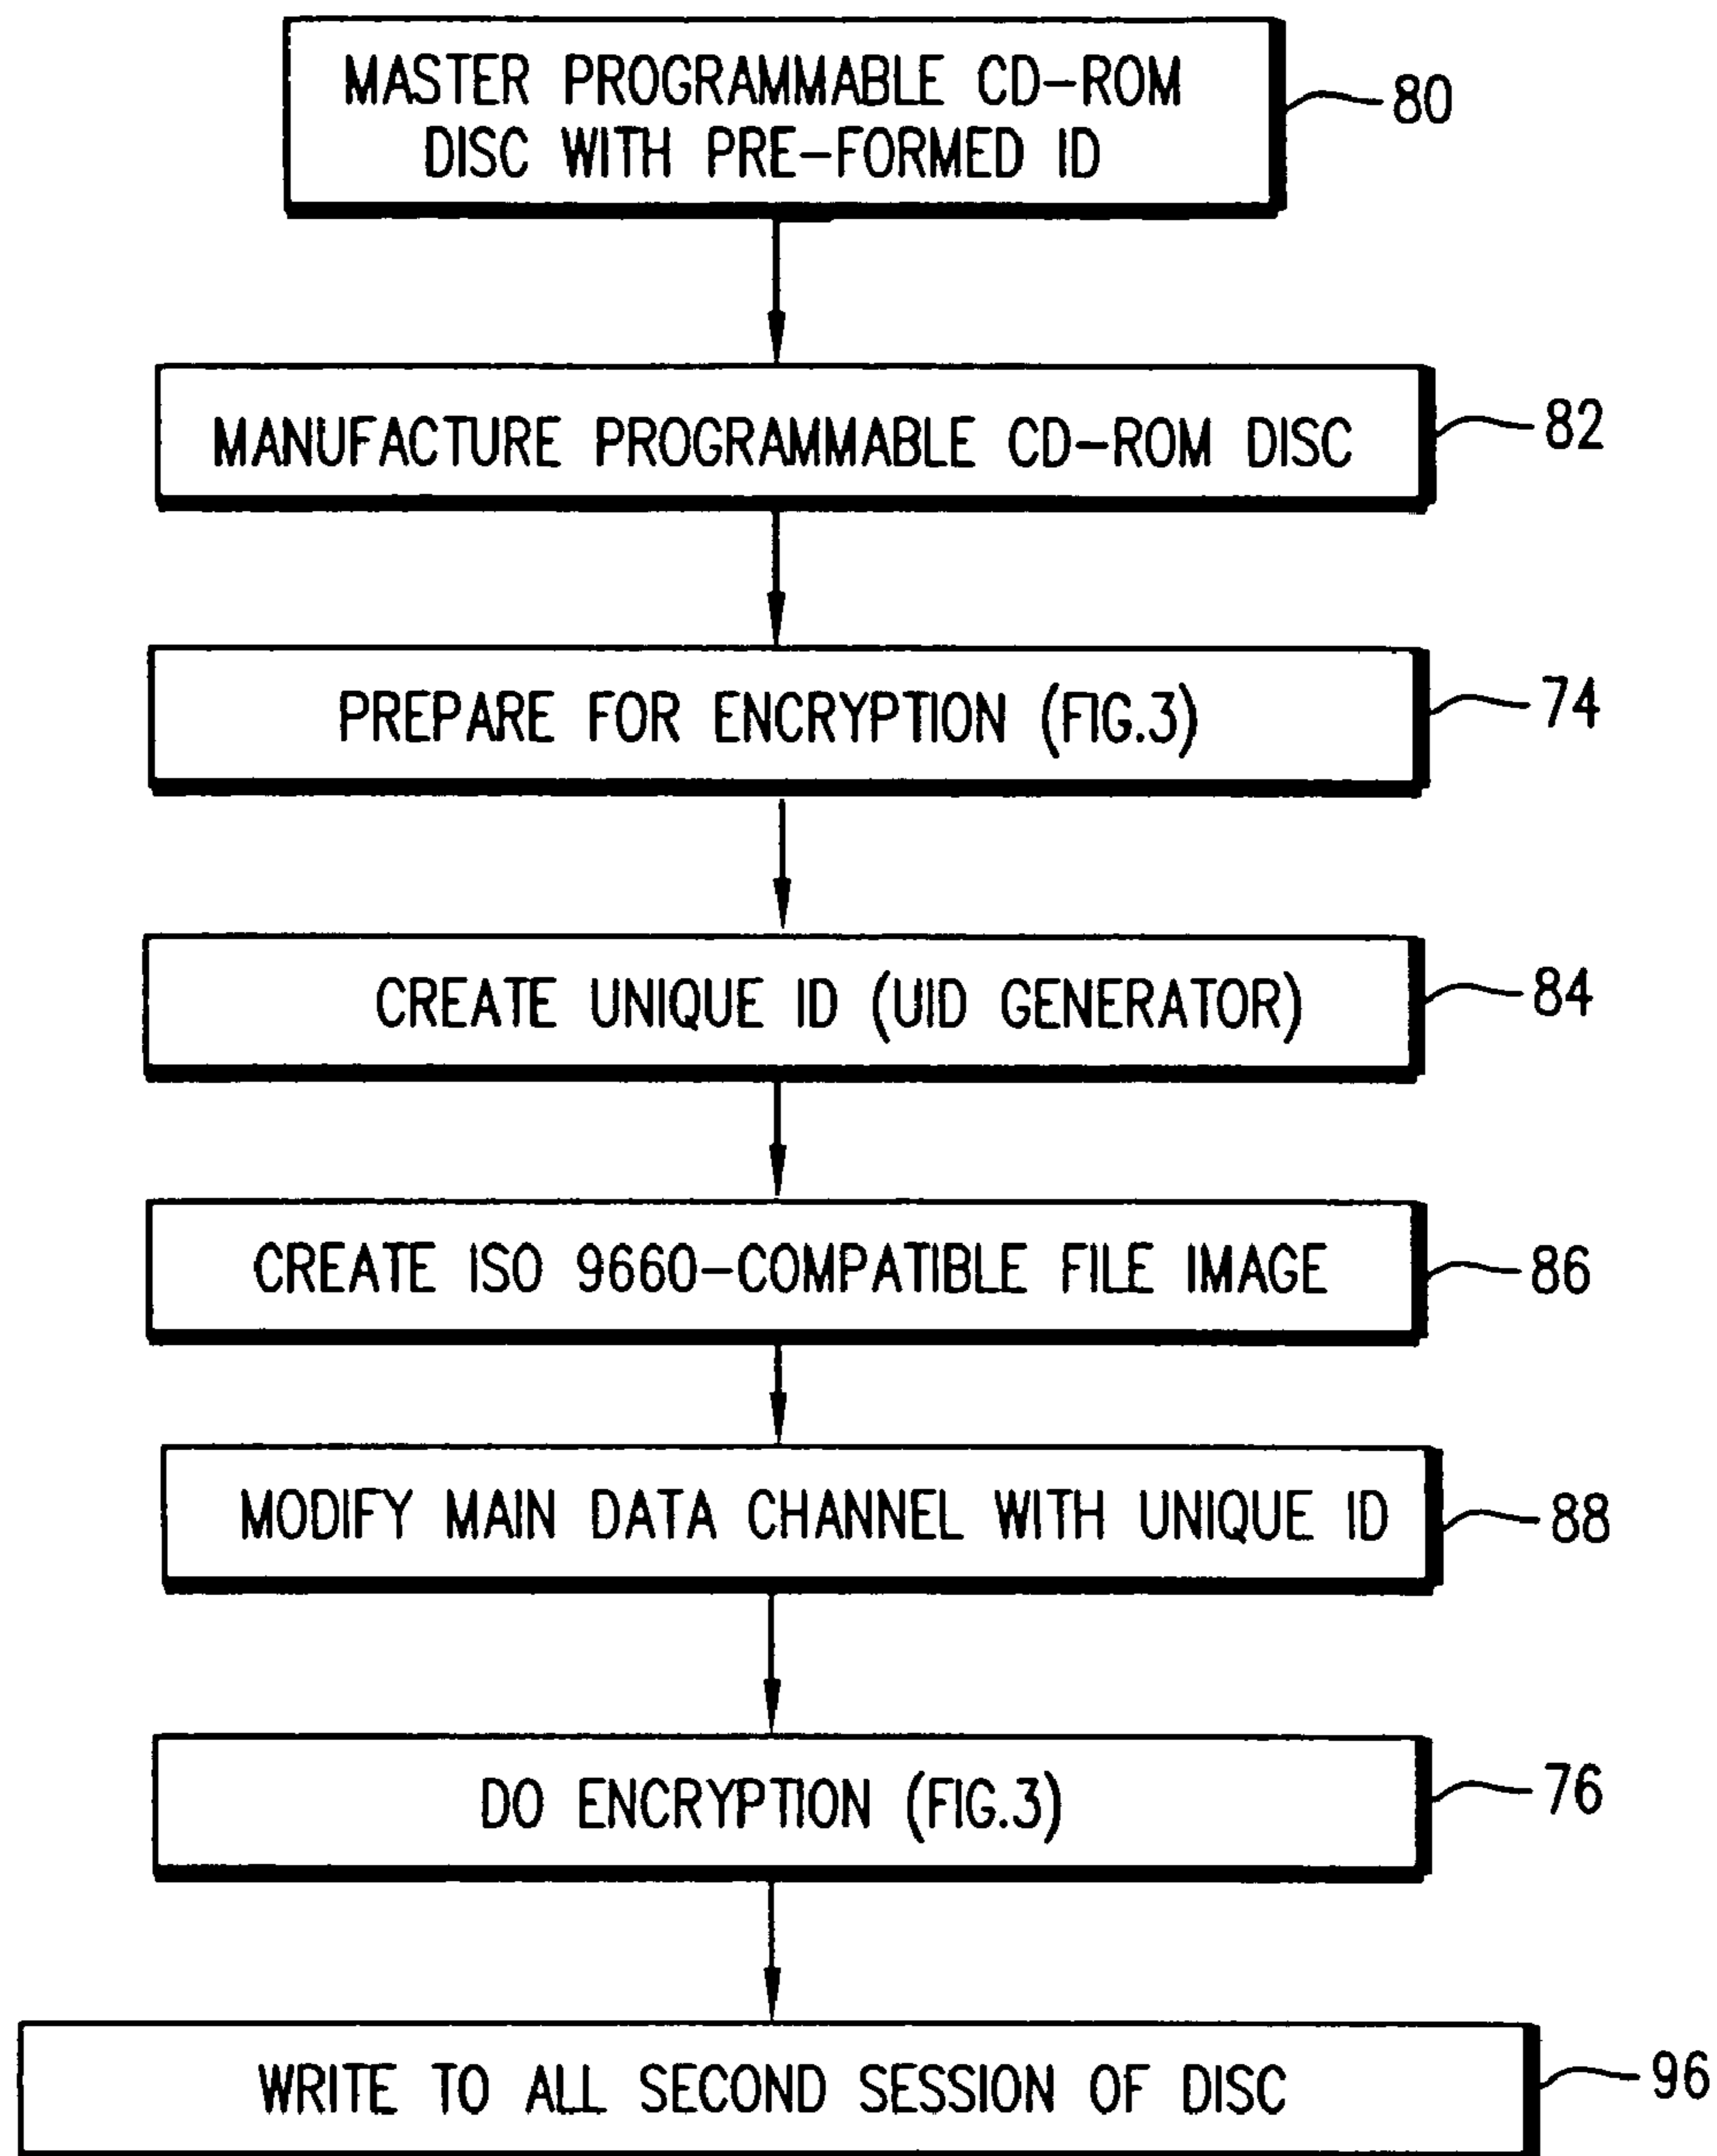 MASTER PROGRAMMABLE CD-ROM
DISC WITH PRE-FORMED ID
80
MANUFACTURE PROGRAMMABLE CD-ROM DISC
82
PREPARE FOR ENCRYPTION (FIG.3)
74
CREATE UNIQUE ID (UID GENERATOR)
84
CREATE ISO 9660-COMPATIBLE FILE IMAGE
86
MODIFY MAIN DATA CHANNEL WITH UNIQUE ID
88
DO ENCRYPTION (FIG.3)
76
WRITE TO ALL SECOND SESSION OF DISC
96